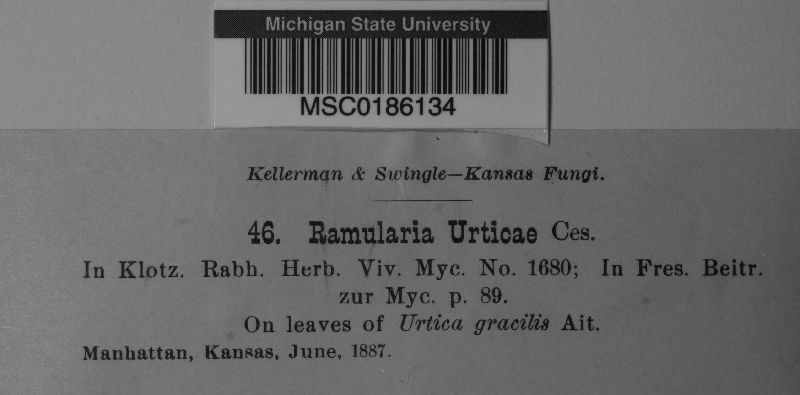 Michigan State University
MSC0186134
Kellerman & Swingle—Kansas Fungi.
46. Ramularia Urticae Ces.
In Klotz. Rabh. Herb. Viv. Myc. No. 1680; In Fres. Beitr.
zur Myc. p. 89.
On leaves of Urtica gracilis Ait.
Manhattan, Kansas, June, 1887.